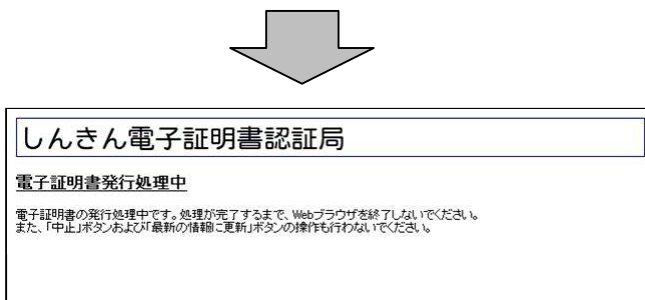 しんきん電子証明書認証局
電子証明書発行処理中
電子証明書の発行処理中です。処理が完了するまで、Webブラウザを終了しないでください。
また、「中止」ボタンおよび「最新の情報に更新」ボタンの操作も行わないでください。